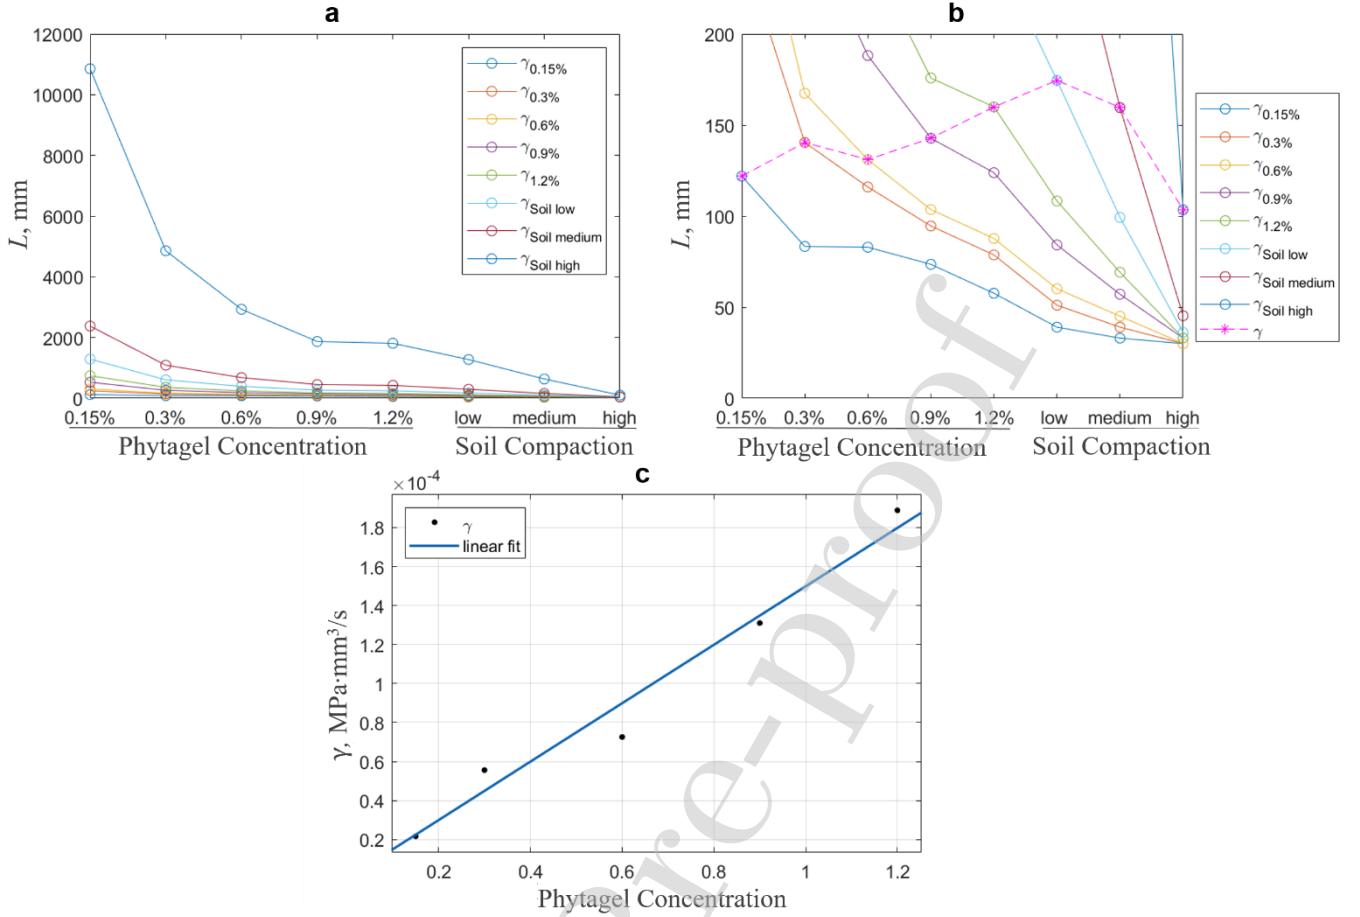 a
12000
10000
8000
6000
4000
2000
0
L, mm
γ0.15%
γ0.3%
γ0.6%
γ0.9%
γ1.2%
γSoil low
γSoil medium
γSoil high
0.15% 0.3% 0.6% 0.9% 1.2% low medium high
Phytagel Concentration Soil Compaction
b
200
150
100
50
0
L, mm
γ0.15%
γ0.3%
γ0.6%
γ0.9%
γ1.2%
γSoil low
γSoil medium
γSoil high
γ
0.15% 0.3% 0.6% 0.9% 1.2% low medium high
Phytagel Concentration Soil Compaction
c
×10-4
γ
linear fit
1.8
1.6
1.4
1.2
1
0.8
0.6
0.4
0.2
γ, MPa·mm³/s
0.2 0.4 0.6 0.8 1 1.2
Phytagel Concentration
Pre-proof